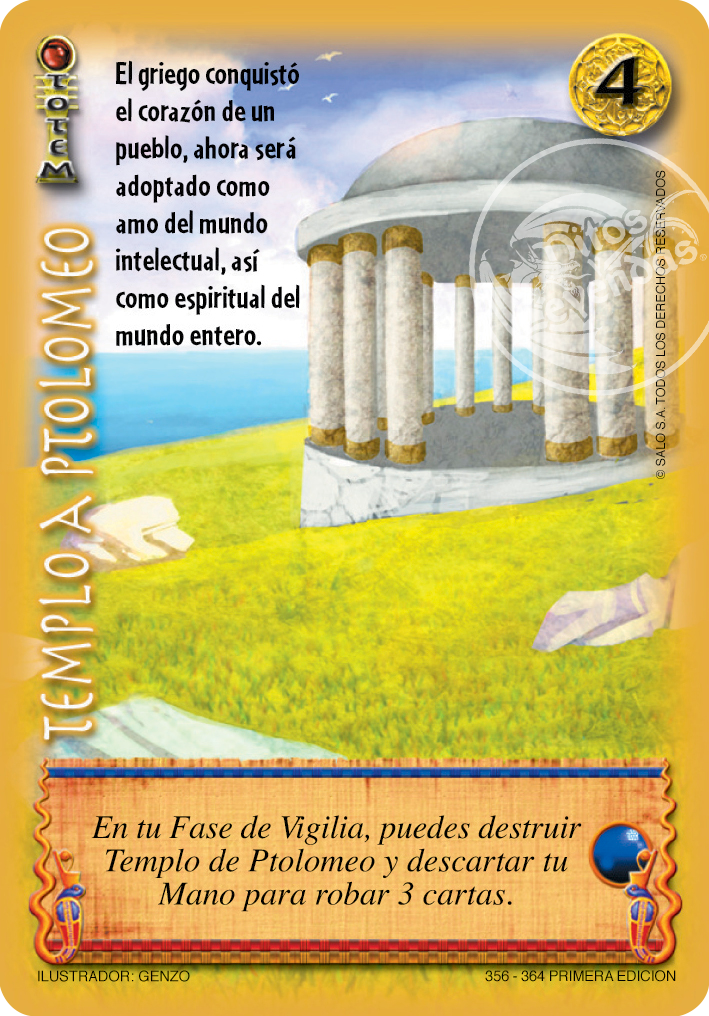 TOTEM
El griego conquistó
el corazón de un
pueblo, ahora será
adoptado como
amo del mundo
intelectual, así
como espiritual del
mundo entero.
4
TEMPLO A PTOLOMEO
Mitos y Leyendas
© SALO S.A. TODOS LOS DERECHOS RESERVADOS
En tu Fase de Vigilia, puedes destruir
Templo de Ptolomeo y descartar tu
Mano para robar 3 cartas.
ILUSTRADOR: GENZO
356 - 364 PRIMERA EDICION